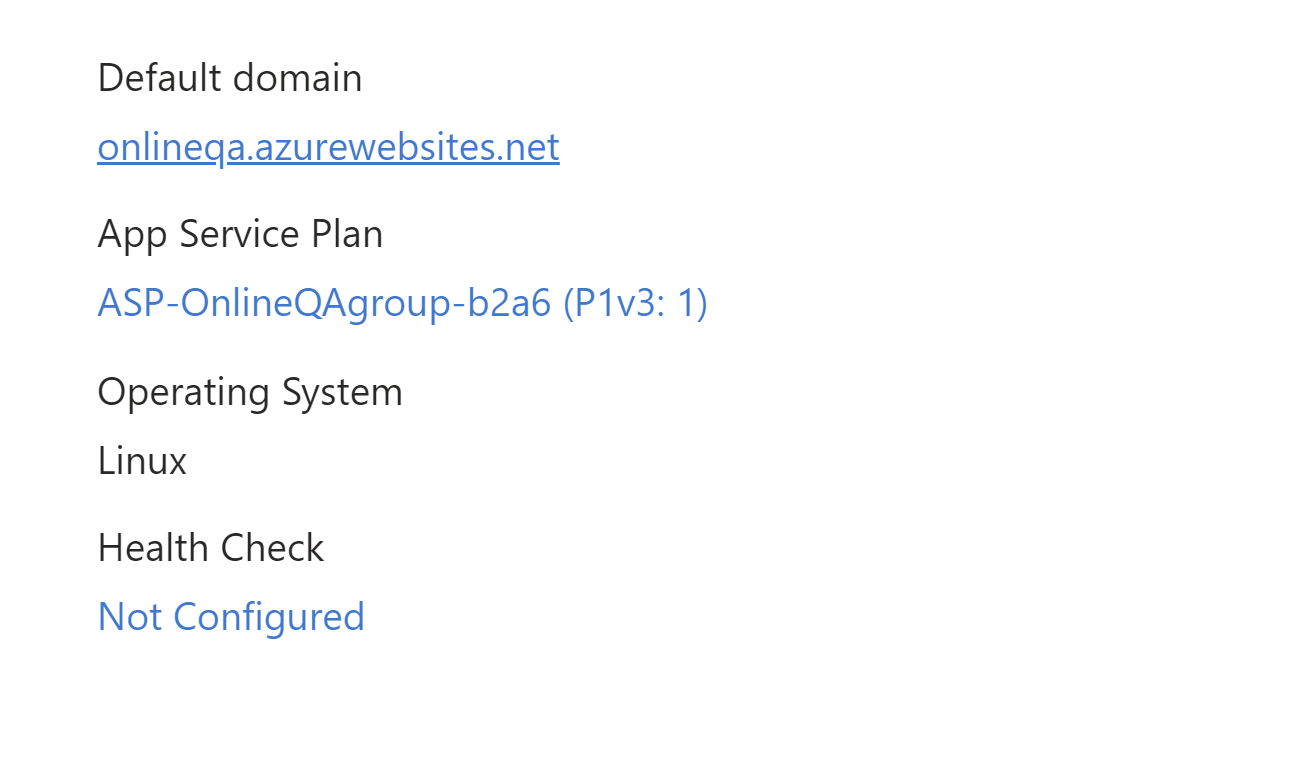 Default domain
onlineqa.azurewebsites.net
App Service Plan
ASP-OnlineQAgroup-b2a6 (P1v3: 1)
Operating System
Linux
Health Check
Not Configured